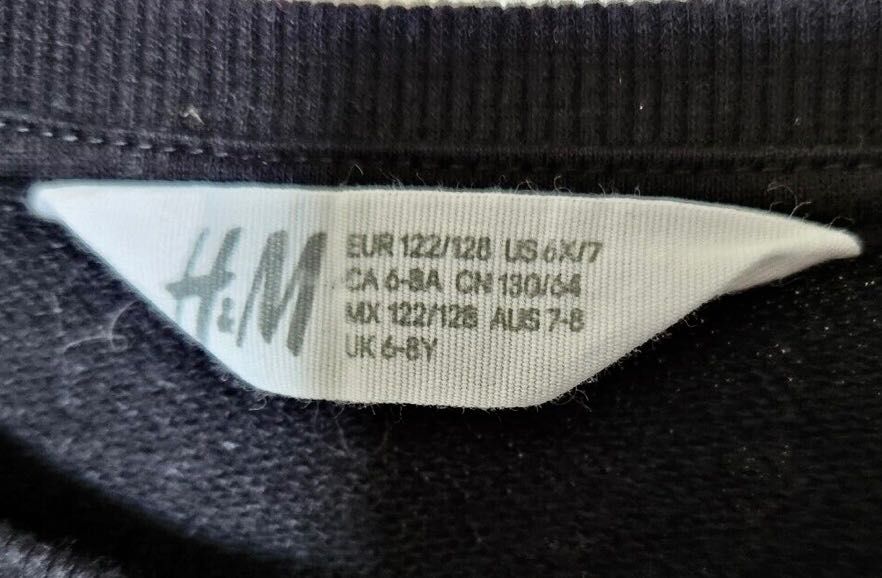 H&M
EUR 122/128 US 6X/7
CA 6-8A CN 130/64
MX 122/128 AUS 7-8
UK 6-8Y